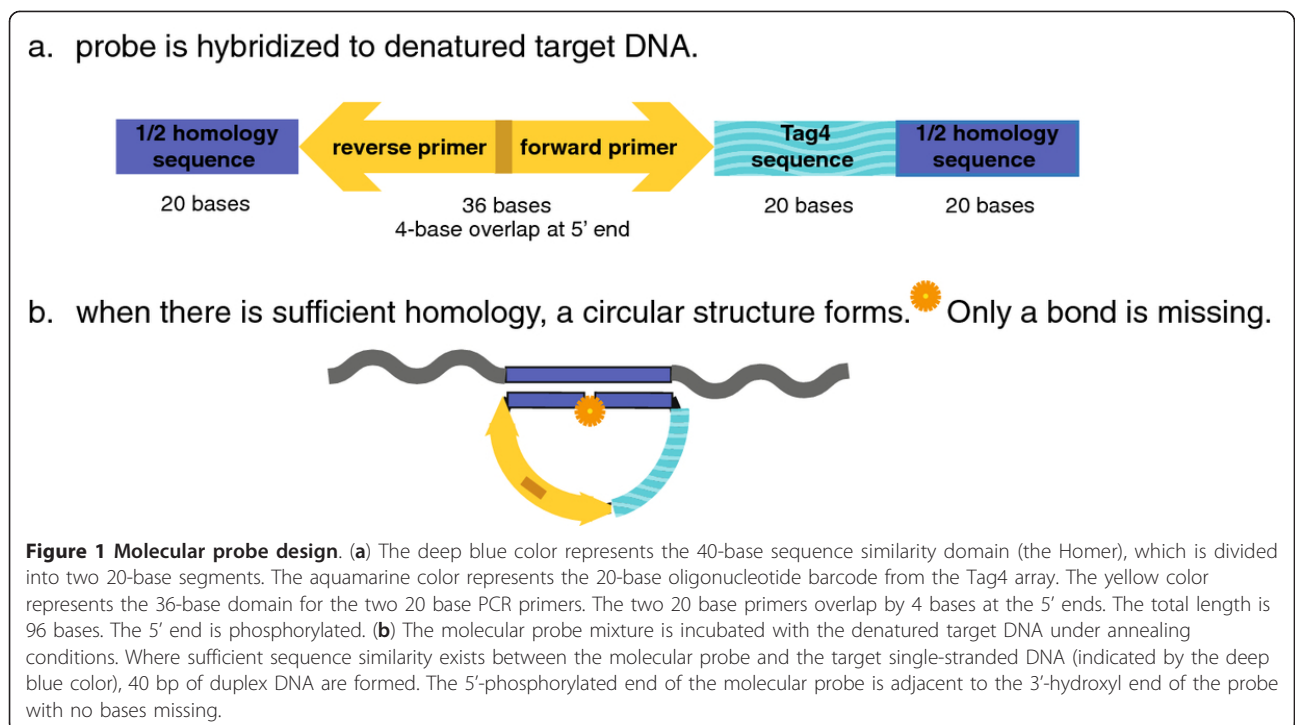 a. probe is hybridized to denatured target DNA.
1/2 homology sequence
reverse primer
forward primer
Tag4 sequence
1/2 homology sequence
20 bases
36 bases
4-base overlap at 5′ end
20 bases
20 bases
b. when there is sufficient homology, a circular structure forms. Only a bond is missing.
Figure 1 Molecular probe design. (a) The deep blue color represents the 40-base sequence similarity domain (the Homer), which is divided
into two 20-base segments. The aquamarine color represents the 20-base oligonucleotide barcode from the Tag4 array. The yellow color
represents the 36-base domain for the two 20 base PCR primers. The two 20 base primers overlap by 4 bases at the 5′ ends. The total length is
96 bases. The 5′ end is phosphorylated. (b) The molecular probe mixture is incubated with the denatured target DNA under annealing
conditions. Where sufficient sequence similarity exists between the molecular probe and the target single-stranded DNA (indicated by the deep
blue color), 40 bp of duplex DNA are formed. The 5′-phosphorylated end of the molecular probe is adjacent to the 3′-hydroxyl end of the probe
with no bases missing.